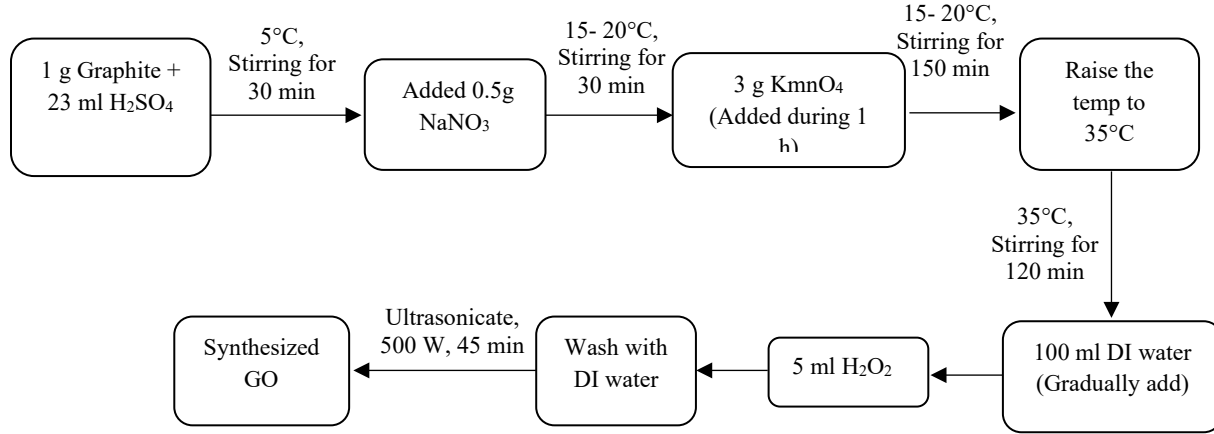 1 g Graphite +
23 ml H₂SO₄
5°C,
Stirring for
30 min
Added 0.5g
NaNO₃
15- 20°C,
Stirring for
30 min
3 g KmnO₄
(Added during 1
h)
15- 20°C,
Stirring for
150 min
Raise the
temp to
35°C
35°C,
Stirring for
120 min
100 ml DI water
(Gradually add)
5 ml H₂O₂
Wash with
DI water
Ultrasonicate,
500 W, 45 min
Synthesized
GO